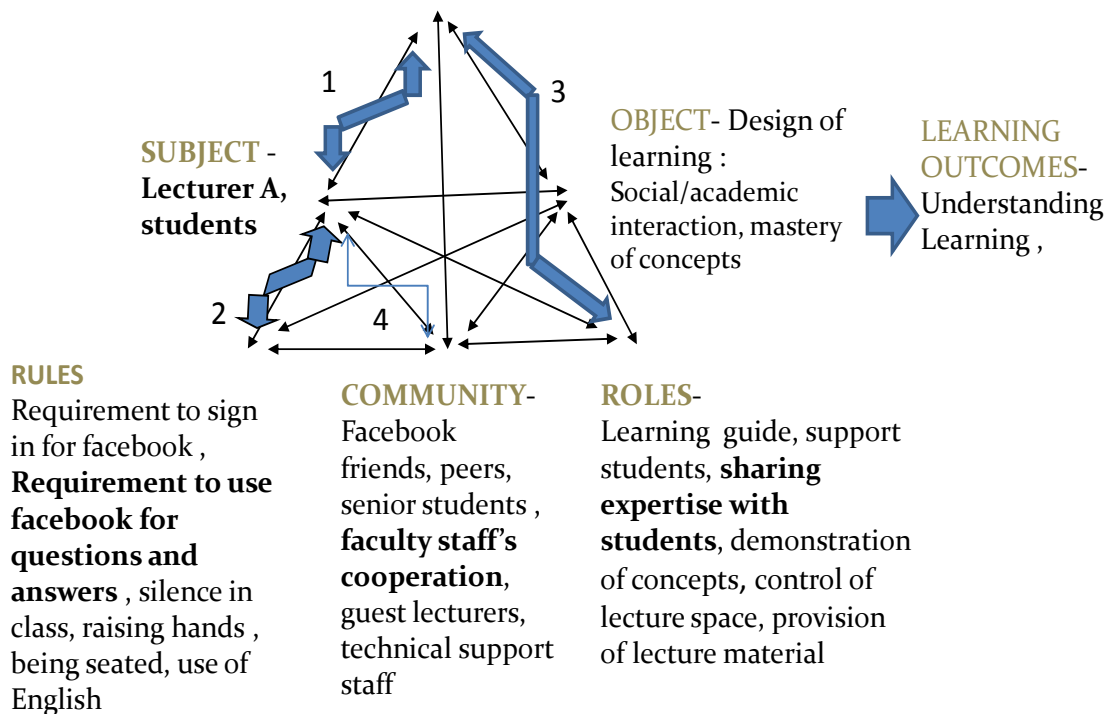 1
3
SUBJECT -
Lecturer A,
students
OBJECT- Design of
learning :
Social/academic
interaction, mastery
of concepts
LEARNING
OUTCOMES-
Understanding
Learning ,
2
4
RULES
Requirement to sign
in for facebook ,
Requirement to use
facebook for
questions and
answers , silence in
class, raising hands ,
being seated, use of
English
COMMUNITY-
Facebook
friends, peers,
senior students ,
faculty staff's
cooperation,
guest lecturers,
technical support
staff
ROLES-
Learning guide, support
students, sharing
expertise with
students, demonstration
of concepts, control of
lecture space, provision
of lecture material